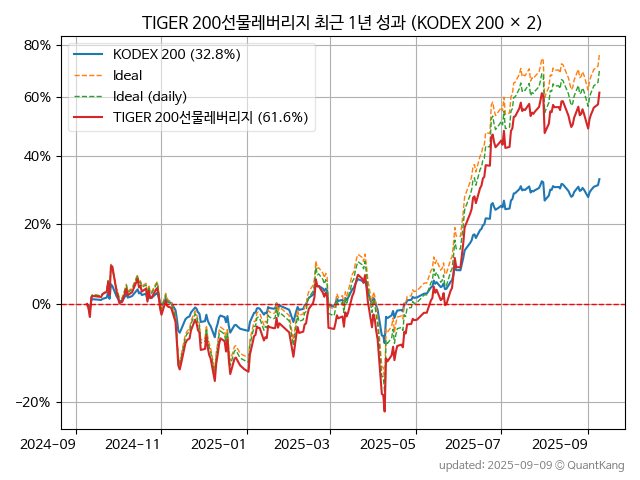 TIGER 200선물레버리지 최근 1년 성과 (KODEX 200 × 2)
KODEX 200 (32.8%)
Ideal
Ideal (daily)
TIGER 200선물레버리지 (61.6%)
80%
60%
40%
20%
0%
−20%
2024-09 2024-11 2025-01 2025-03 2025-05 2025-07 2025-09
updated: 2025-09-09 © QuantKang